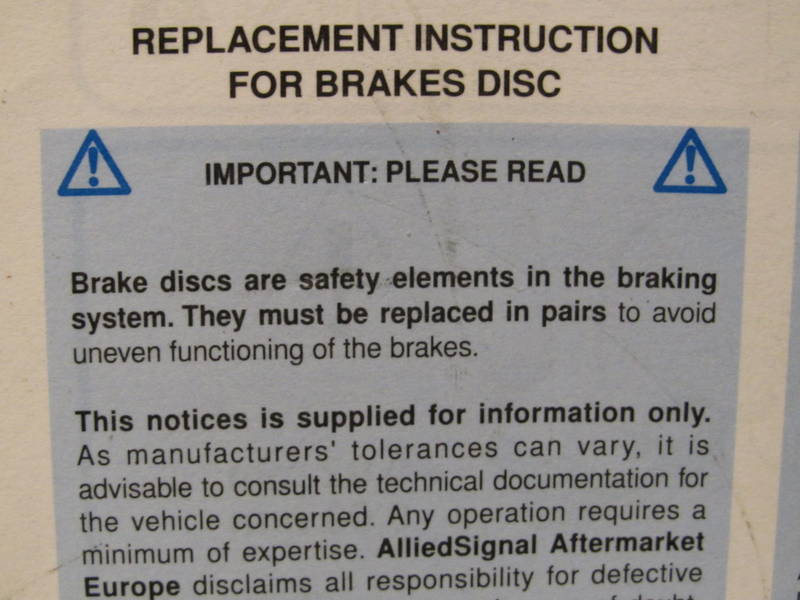 REPLACEMENT INSTRUCTION
FOR BRAKES DISC
IMPORTANT: PLEASE READ
Brake discs are safety elements in the braking
system. They must be replaced in pairs to avoid
uneven functioning of the brakes.
This notices is supplied for information only.
As manufacturers' tolerances can vary, it is
advisable to consult the technical documentation for
the vehicle concerned. Any operation requires a
minimum of expertise. AlliedSignal Aftermarket
Europe disclaims all responsibility for defective
of doubt,